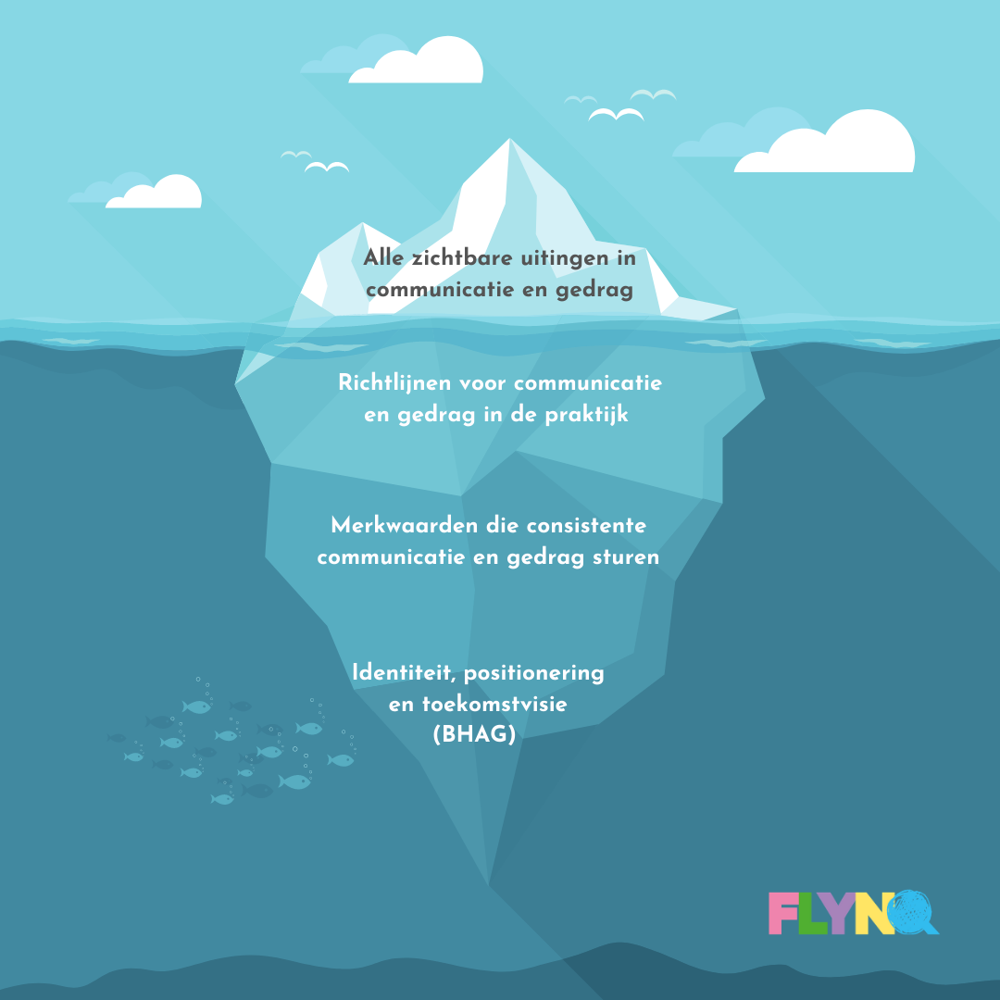 Alle zichtbare uitingen in
communicatie en gedrag
Richtlijnen voor communicatie
en gedrag in de praktijk
Merkwaarden die consistente
communicatie en gedrag sturen
Identiteit, positionering
en toekomstvisie
(BHAG)
FLYNQ